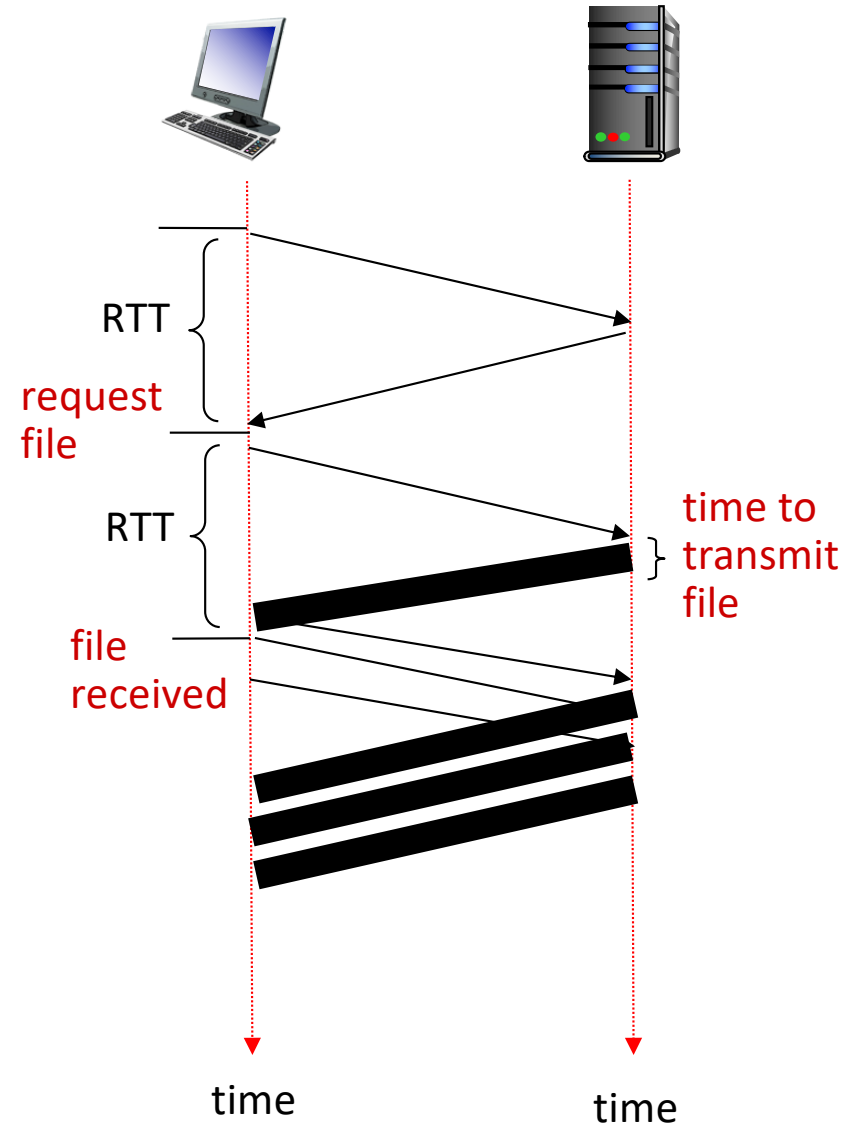 RTT
request
file
RTT
time to
transmit
file
file
received
time
time